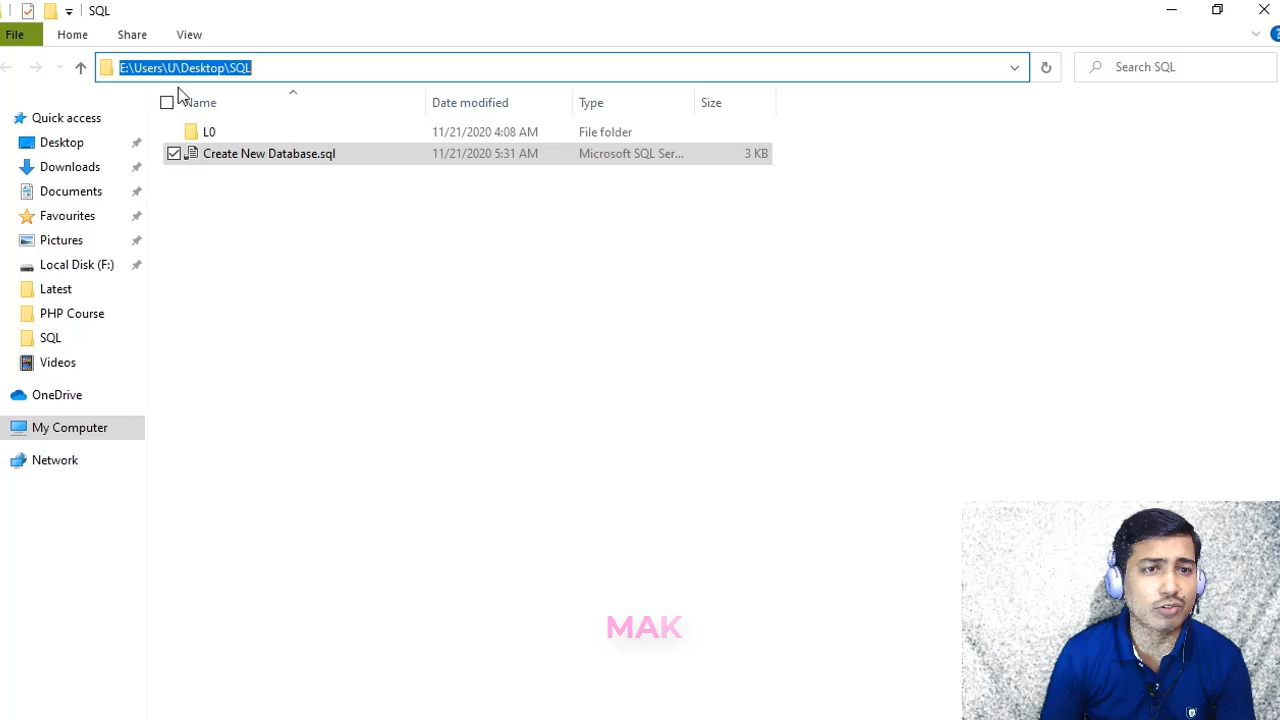 SQL
File Home Share View
E:\Users\U\Desktop\SQL
Search SQL
Name Date modified Type Size
L0 11/21/2020 4:08 AM File folder
Create New Database.sql 11/21/2020 5:31 AM Microsoft SQL Ser... 3 KB
Quick access
Desktop
Downloads
Documents
Favourites
Pictures
Local Disk (F:)
Latest
PHP Course
SQL
Videos
OneDrive
My Computer
Network
MAK